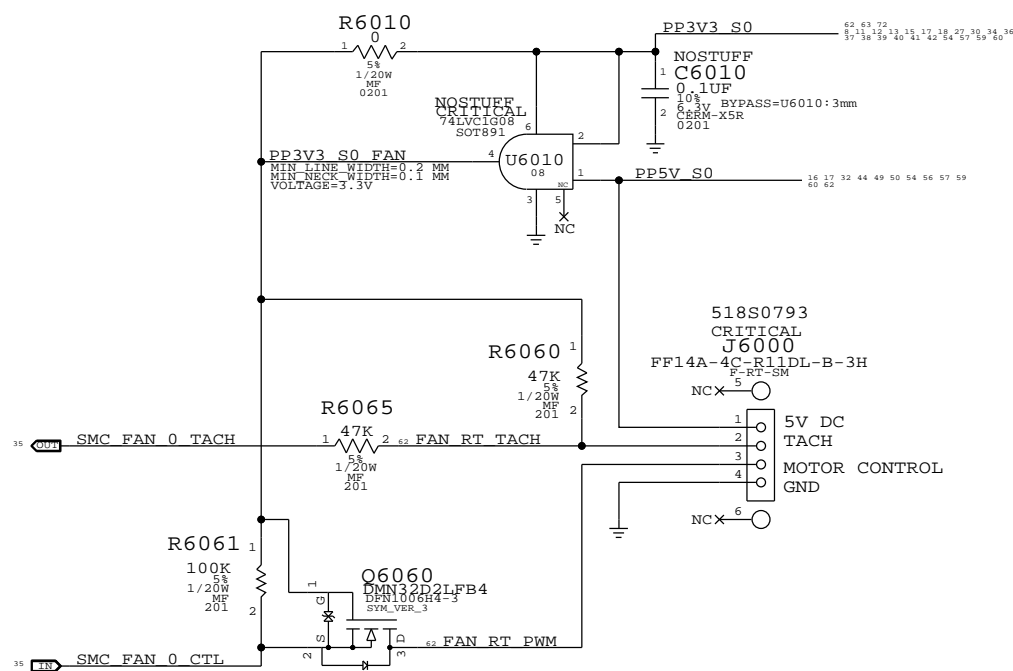 R6010
0
1 2
5%
1/20W
MF
0201
PP3V3_S0
62 63 72
8 11 12 13 15 17 18 27 30 34 36
37 38 39 40 41 42 54 57 59 60
NOSTUFF
C6010
1
0.1UF
10%
6.3V BYPASS=U6010:3mm
2
CERM-X5R
0201
NOSTUFF
CRITICAL
74LVC1G08
SOT891
6
2
PP3V3_S0_FAN
4
U6010
08
MIN_LINE_WIDTH=0.2 MM
MIN_NECK_WIDTH=0.1 MM
VOLTAGE=3.3V
1
PP5V_S0
16 17 32 44 49 50 54 56 57 59
60 62
NC
3
5
NC
518S0793
CRITICAL
J6000
FF14A-4C-R11DL-B-3H
F-RT-SM
R6060
1
47K
5%
1/20W
MF
201
2
NC 5
R6065
47K
1 2
5%
1/20W
MF
201
35 OUT SMC_FAN_0_TACH
62 FAN_RT_TACH
1 5V DC
2 TACH
3 MOTOR CONTROL
4 GND
NC 6
R6061
1
100K
5%
1/20W
MF
201
2
Q6060
DMN32D2LFB4
DFN1006H4-3
SYM_VER_3
1
G
S
2
D
3
62 FAN_RT_PWM
35 IN SMC_FAN_0_CTL